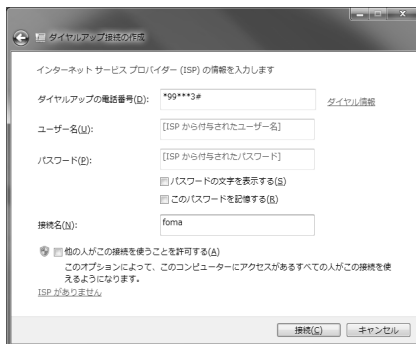 ダイヤルアップ接続の作成
インターネット サービス プロバイダー (ISP) の情報を入力します
ダイヤルアップの電話番号(D):
*99***3#
ダイヤル情報
ユーザー名(U):
[ISP から付与されたユーザー名]
パスワード(P):
[ISP から付与されたパスワード]
パスワードの文字を表示する(S)
このパスワードを記憶する(R)
接続名(N):
foma
他の人がこの接続を使うことを許可する(A)
このオプションによって、このコンピューターにアクセスがあるすべての人がこの接続を使
えるようになります。
ISP がありません
接続(C)
キャンセル